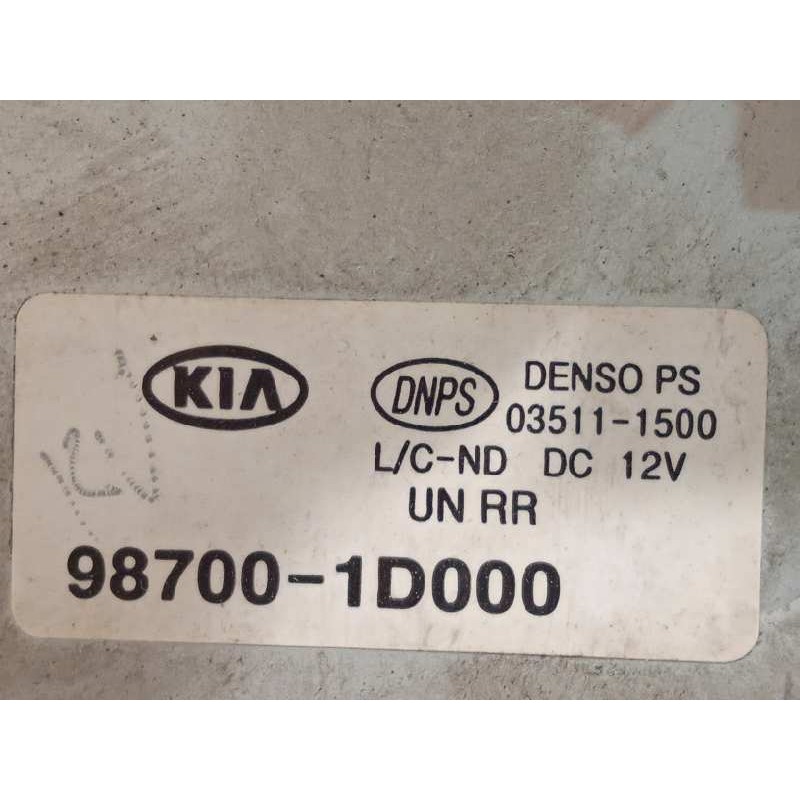 KIA
DNPS
DENSO PS
03511-1500
L/C-ND DC 12V
UN RR
98700-1D000